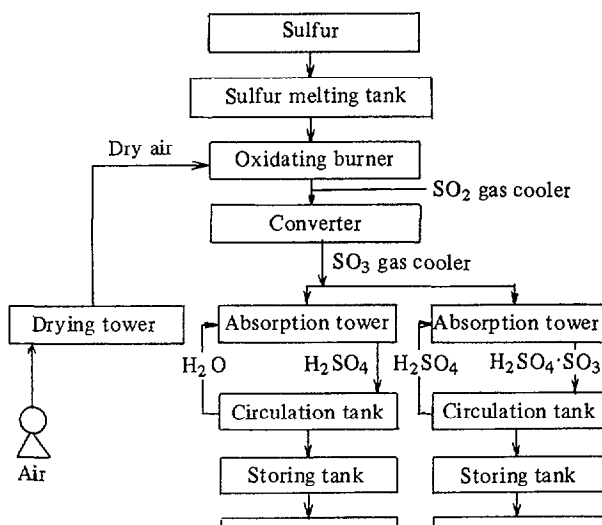 Sulfur
Sulfur melting tank
Dry air
Oxidating burner
SO₂ gas cooler
Converter
SO₃ gas cooler
Drying tower
Absorption tower
Absorption tower
H₂O
H₂SO₄
H₂SO₄
H₂SO₄·SO₃
Circulation tank
Circulation tank
Air
Storing tank
Storing tank